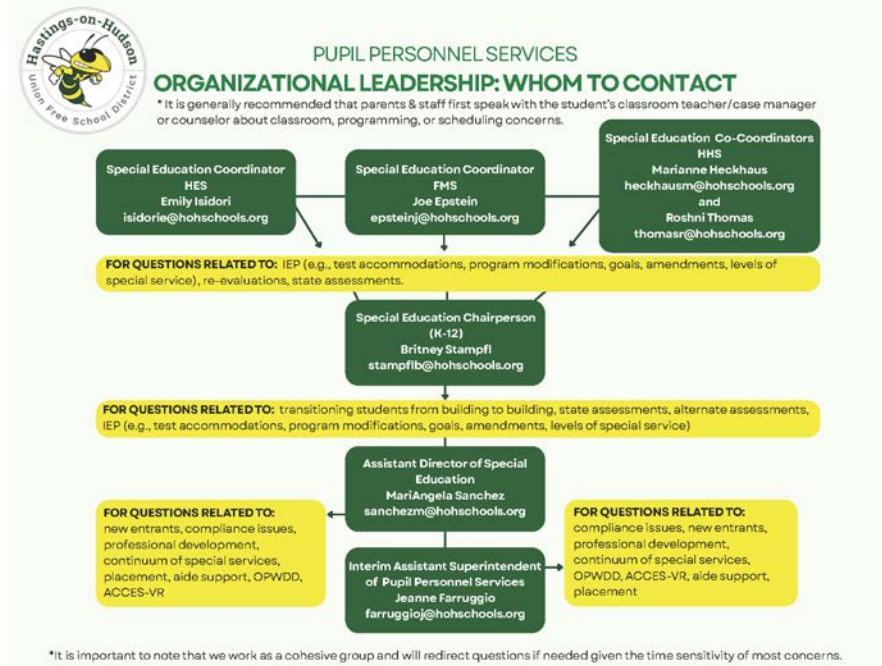 Hastings-on-Hudson
Union Free School District
PUPIL PERSONNEL SERVICES
ORGANIZATIONAL LEADERSHIP: WHOM TO CONTACT
* It is generally recommended that parents & staff first speak with the student's classroom teacher/case manager
or counselor about classroom, programming, or scheduling concerns.
Special Education Coordinator
HES
Emily Isidori
isidorie@hohschools.org
Special Education Coordinator
FMS
Joe Epstein
epsteinj@hohschools.org
Special Education Co-Coordinators
HHS
Marianne Heckhaus
heckhausm@hohschools.org
and
Roshni Thomas
thomasr@hohschools.org
FOR QUESTIONS RELATED TO: IEP (e.g., test accommodations, program modifications, goals, amendments, levels of
special service), re-evaluations, state assessments.
Special Education Chairperson
(K-12)
Britney Stampfl
stampflb@hohschools.org
FOR QUESTIONS RELATED TO: transitioning students from building to building, state assessments, alternate assessments,
IEP (e.g., test accommodations, program modifications, goals, amendments, levels of special service)
Assistant Director of Special
Education
MariAngela Sanchez
sanchezm@hohschools.org
FOR QUESTIONS RELATED TO:
new entrants, compliance issues,
professional development,
continuum of special services,
placement, aide support, OPWDD,
ACCES-VR
Interim Assistant Superintendent
of Pupil Personnel Services
Jeanne Farruggio
farruggioj@hohschools.org
FOR QUESTIONS RELATED TO:
compliance issues, new entrants,
professional development,
continuum of special services,
OPWDD, ACCES-VR, aide support,
placement
*It is important to note that we work as a cohesive group and will redirect questions if needed given the time sensitivity of most concerns.